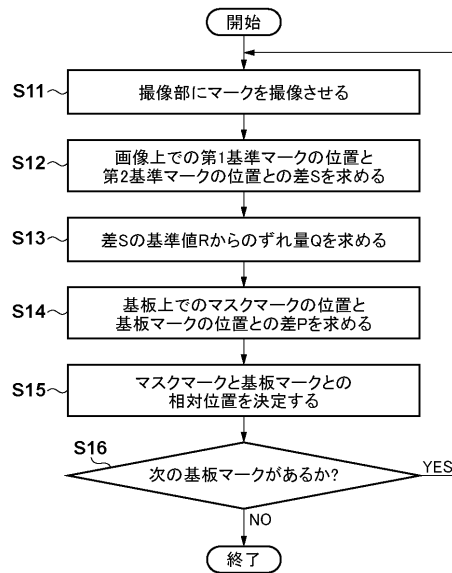 開始
S11
撮像部にマークを撮像させる
S12
画像上での第1基準マークの位置と
第2基準マークの位置との差Sを求める
S13
差Sの基準値Rからのずれ量Qを求める
S14
基板上でのマスクマークの位置と
基板マークの位置との差Pを求める
S15
マスクマークと基板マークとの
相対位置を決定する
S16
次の基板マークがあるか?
YES
NO
終了